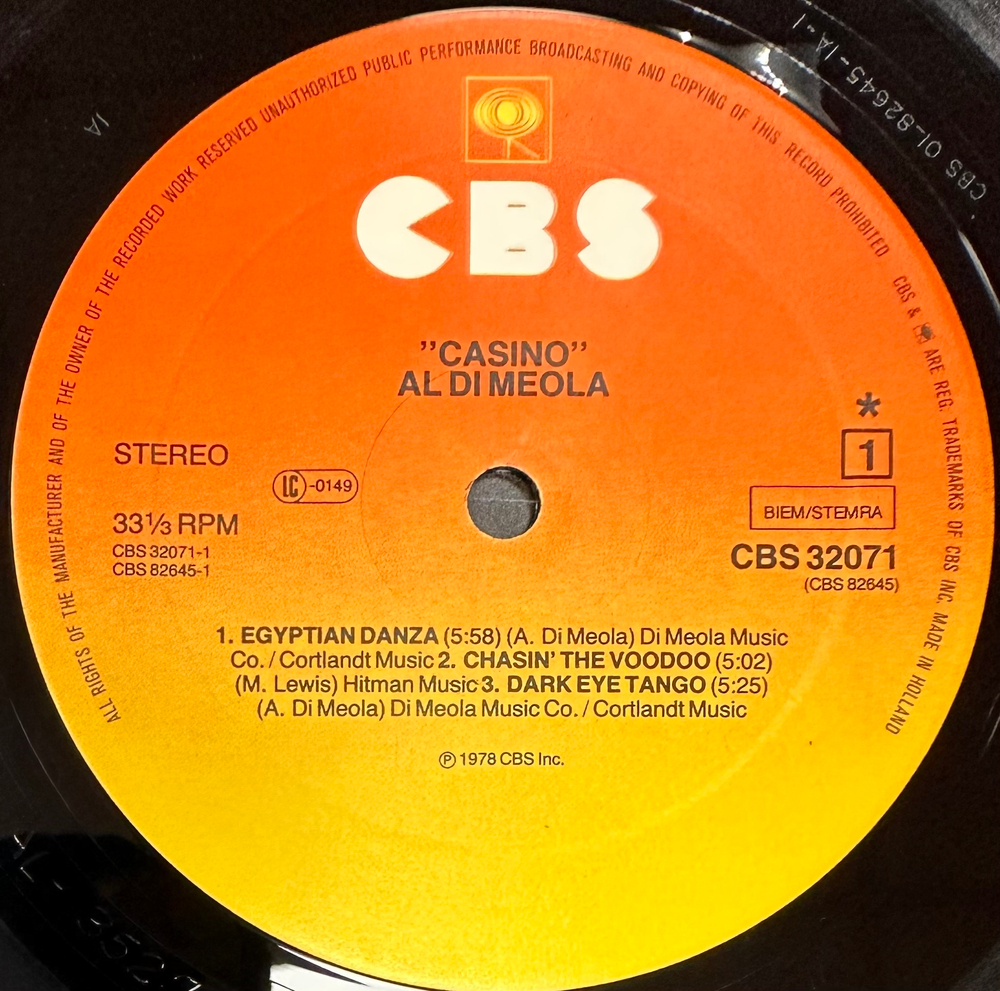 ALL RIGHTS OF THE MANUFACTURER AND OF THE OWNER OF THE RECORDED WORK RESERVED UNAUTHORIZED PUBLIC PERFORMANCE BROADCASTING AND COPYING OF THIS RECORD PROHIBITED CBS & ARE REG. TRADEMARKS OF CBS INC. MADE IN HOLLAND
CBS
”CASINO”
AL DI MEOLA
STEREO
LC-0149
*
1
33⅓ RPM
BIEM/STEMRA
CBS 32071-1
CBS 82645-1
CBS 32071
(CBS 82645)
1. EGYPTIAN DANZA (5:58) (A. Di Meola) Di Meola Music
Co. / Cortlandt Music 2. CHASIN’ THE VOODOO (5:02)
(M. Lewis) Hitman Music 3. DARK EYE TANGO (5:25)
(A. Di Meola) Di Meola Music Co. / Cortlandt Music
℗ 1978 CBS Inc.
CBS 01-82645-1A-1
1A